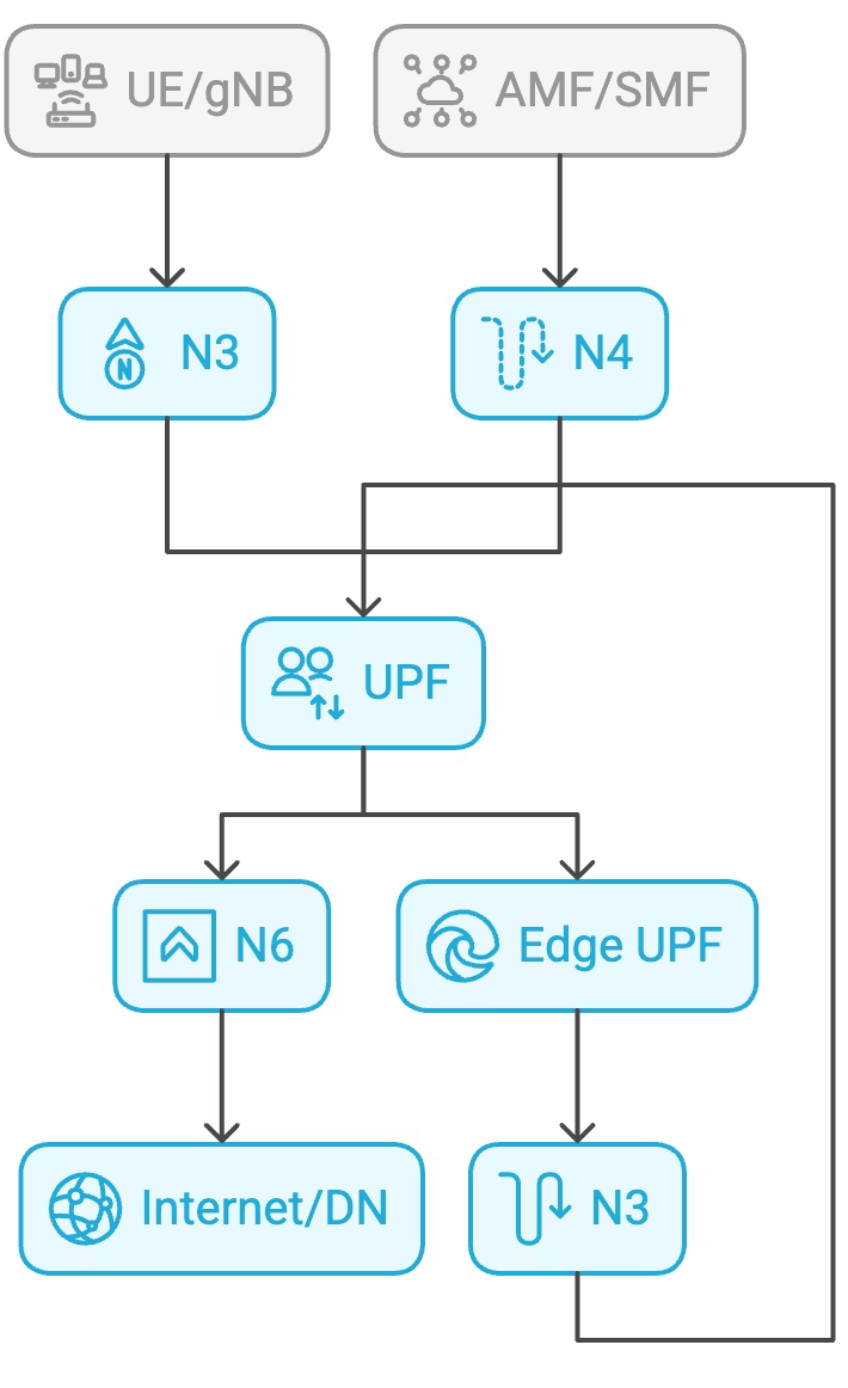 UE/gNB
AMF/SMF
N3
N4
UPF
N6
Edge UPF
Internet/DN
N3